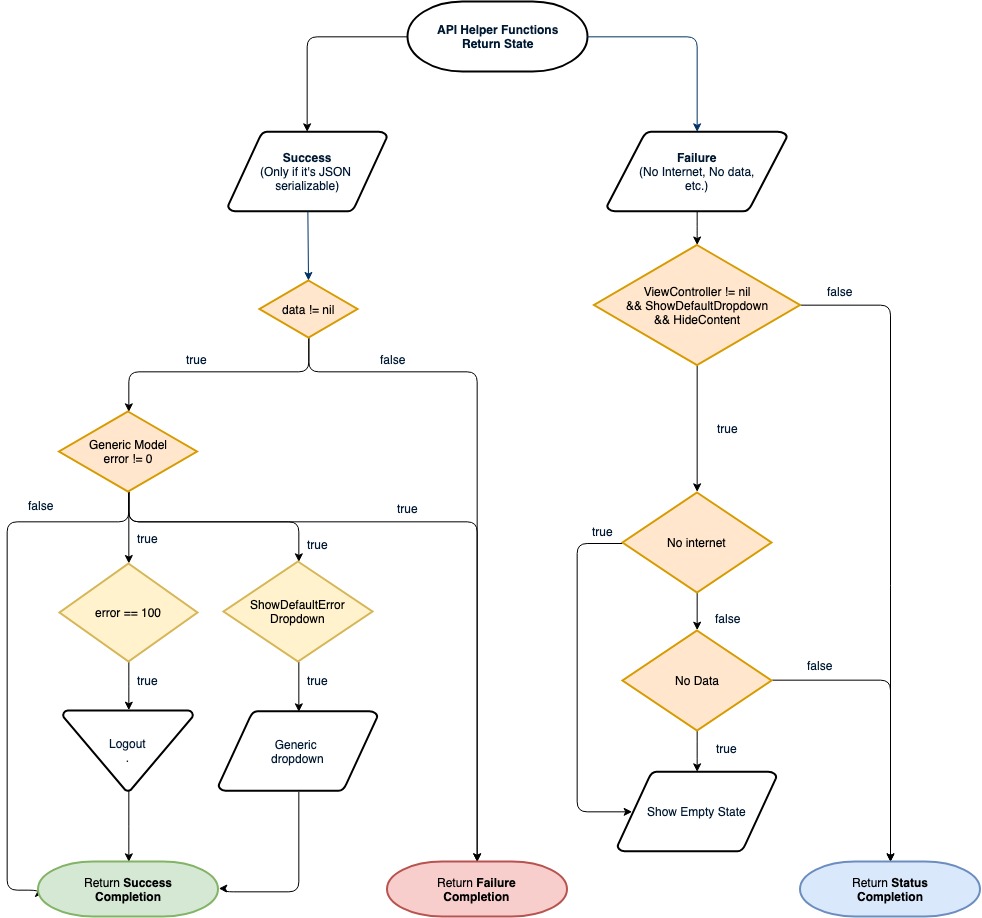 API Helper Functions
Return State
Success
(Only if it's JSON
serializable)
Failure
(No Internet, No data,
etc.)
data != nil
ViewController != nil
&& ShowDefaultDropdown
&& HideContent
false
true
false
true
Generic Model
error != 0
false
true
true
true
error == 100
ShowDefaultError
Dropdown
true
No internet
false
true
true
No Data
false
true
Logout
.
Generic
dropdown
Show Empty State
Return Success
Completion
Return Failure
Completion
Return Status
Completion